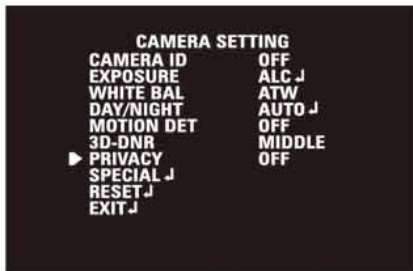 CAMERA SETTING
CAMERA ID OFF
EXPOSURE ALC↲
WHITE BAL ATW
DAY/NIGHT AUTO↲
MOTION DET OFF
3D-DNR MIDDLE
▶ PRIVACY OFF
SPECIAL↲
RESET↲
EXIT↲